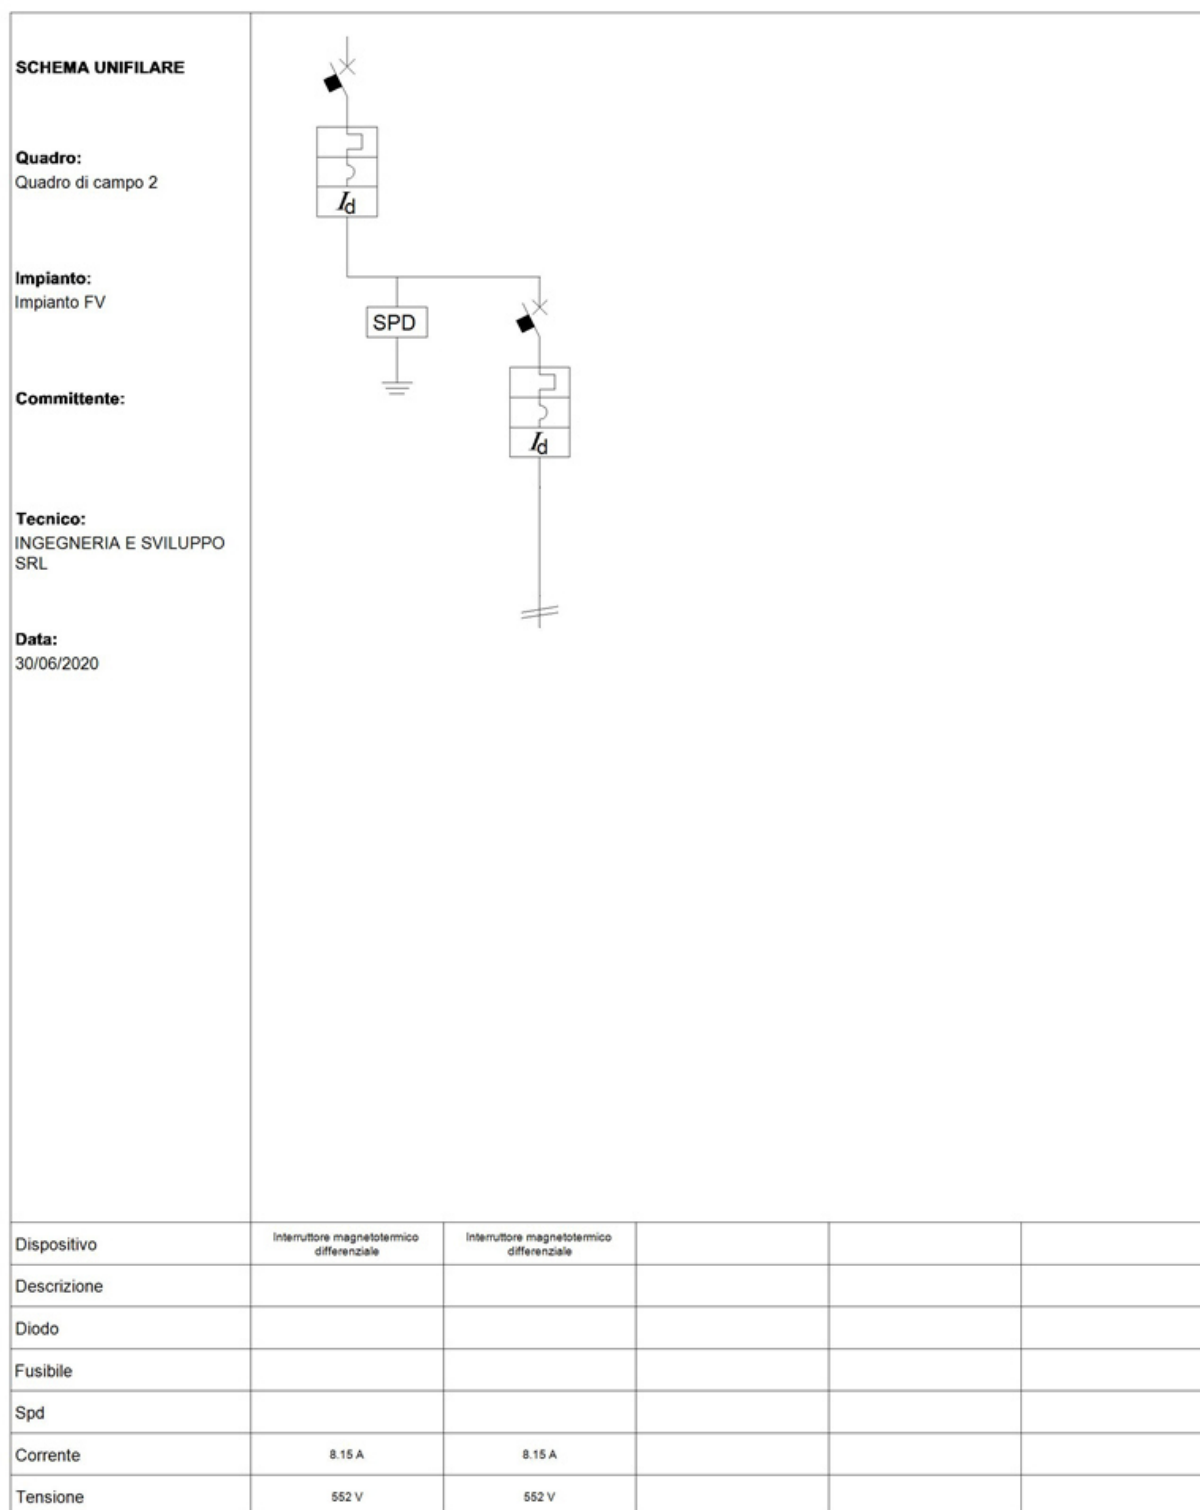 SCHEMA UNIFILARE
Quadro:
Quadro di campo 2
Impianto:
Impianto FV
Committente:
Tecnico:
INGEGNERIA E SVILUPPO
SRL
Data:
30/06/2020
Id
SPD
Id
Dispositivo
Interruttore magnetotermico
differenziale
Interruttore magnetotermico
differenziale
Descrizione
Diodo
Fusibile
Spd
Corrente 8.15 A 8.15 A
Tensione 552 V 552 V